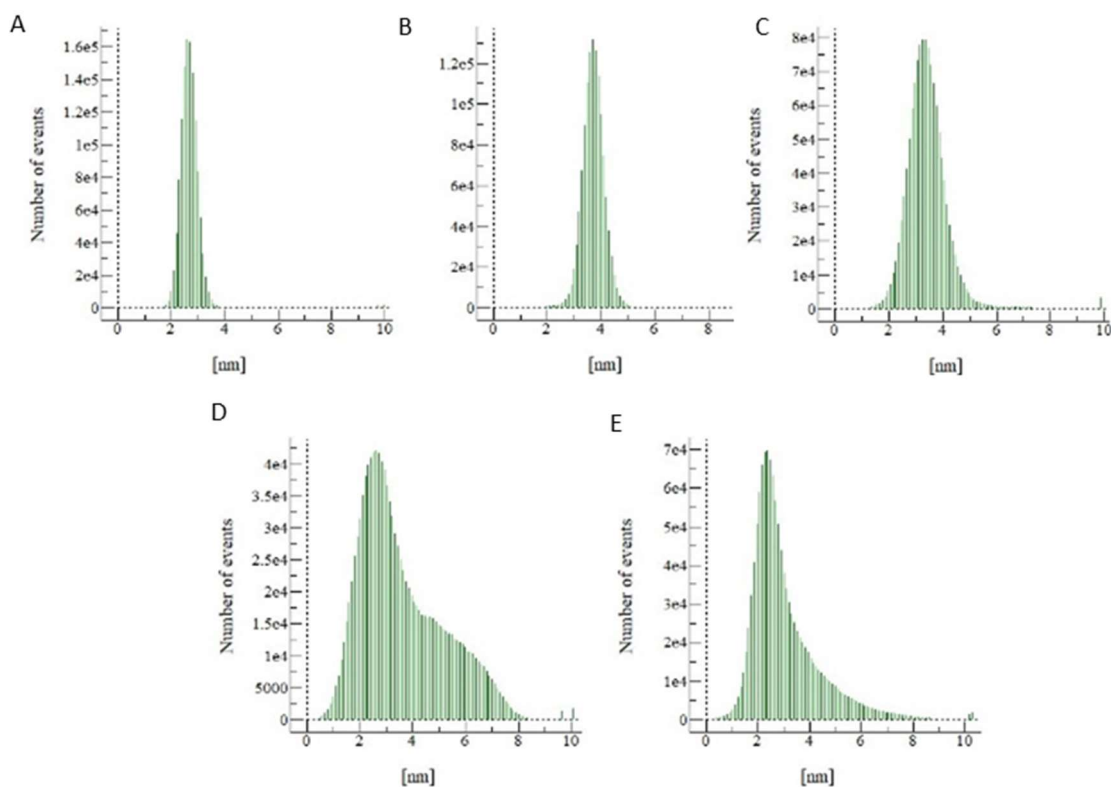 A
Number of events
1.6e5
1.4e5
1.2e5
1e5
8e4
6e4
4e4
2e4
0
0 2 4 6 8 10
[nm]
B
Number of events
1.2e5
1e5
8e4
6e4
4e4
2e4
0
0 2 4 6 8
[nm]
C
Number of events
8e4
7e4
6e4
5e4
4e4
3e4
2e4
1e4
0
0 2 4 6 8 10
[nm]
D
Number of events
4e4
3.5e4
3e4
2.5e4
2e4
1.5e4
1e4
5000
0
0 2 4 6 8 10
[nm]
E
Number of events
7e4
6e4
5e4
4e4
3e4
2e4
1e4
0
0 2 4 6 8 10
[nm]